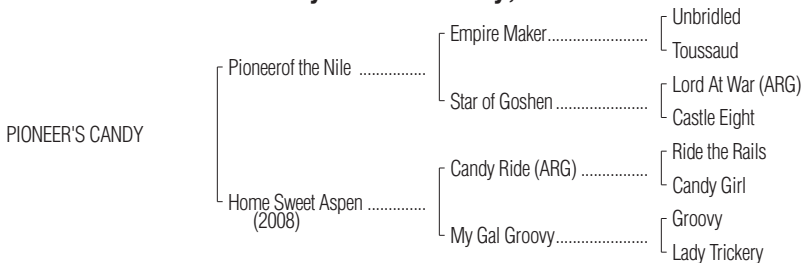 Unbridled
Empire Maker................
Toussaud
Pioneerof the Nile ................
Lord At War (ARG)
Star of Goshen ......................
Castle Eight
PIONEER'S CANDY
Ride the Rails
Candy Ride (ARG) ................
Candy Girl
Home Sweet Aspen ..............
(2008)
Groovy
My Gal Groovy......................
Lady Trickery